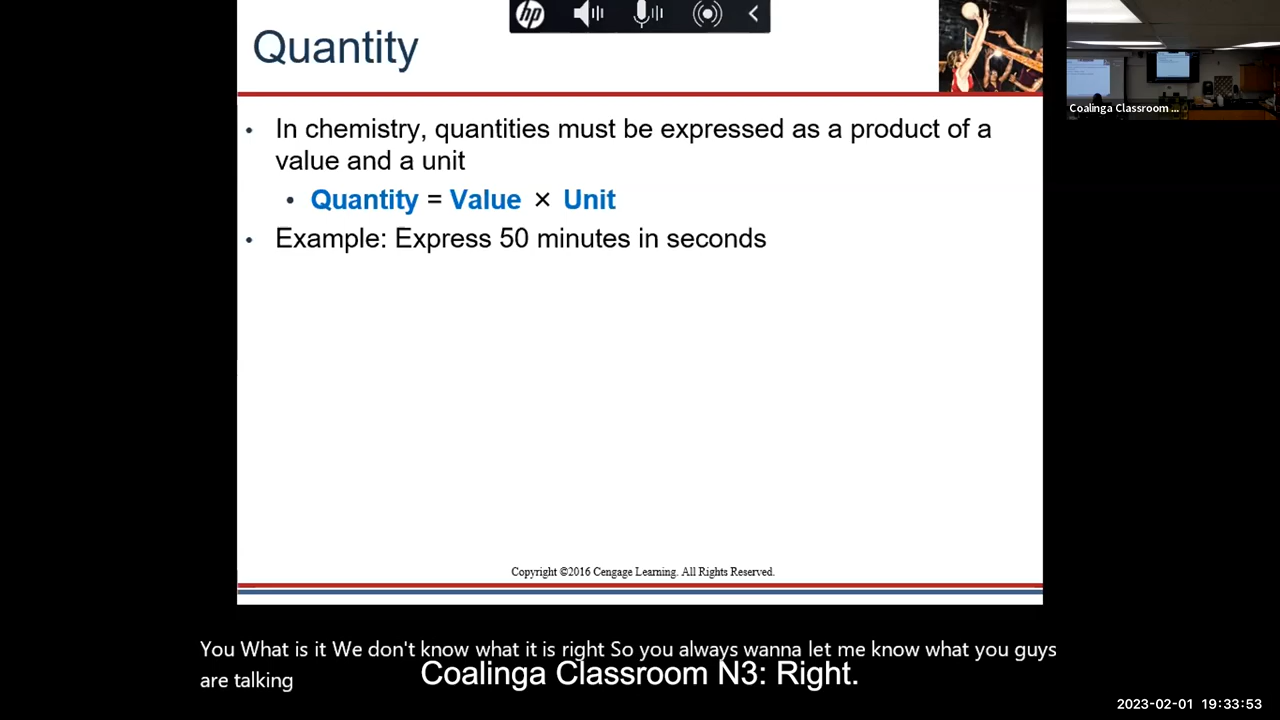 hp
Quantity
Coalinga Classroom ...
• In chemistry, quantities must be expressed as a product of a
value and a unit
• Quantity = Value × Unit
• Example: Express 50 minutes in seconds
Copyright ©2016 Cengage Learning. All Rights Reserved.
You What is it We don't know what it is right So you always wanna let me know what you guys
are talking
Coalinga Classroom N3: Right.
2023-02-01 19:33:53